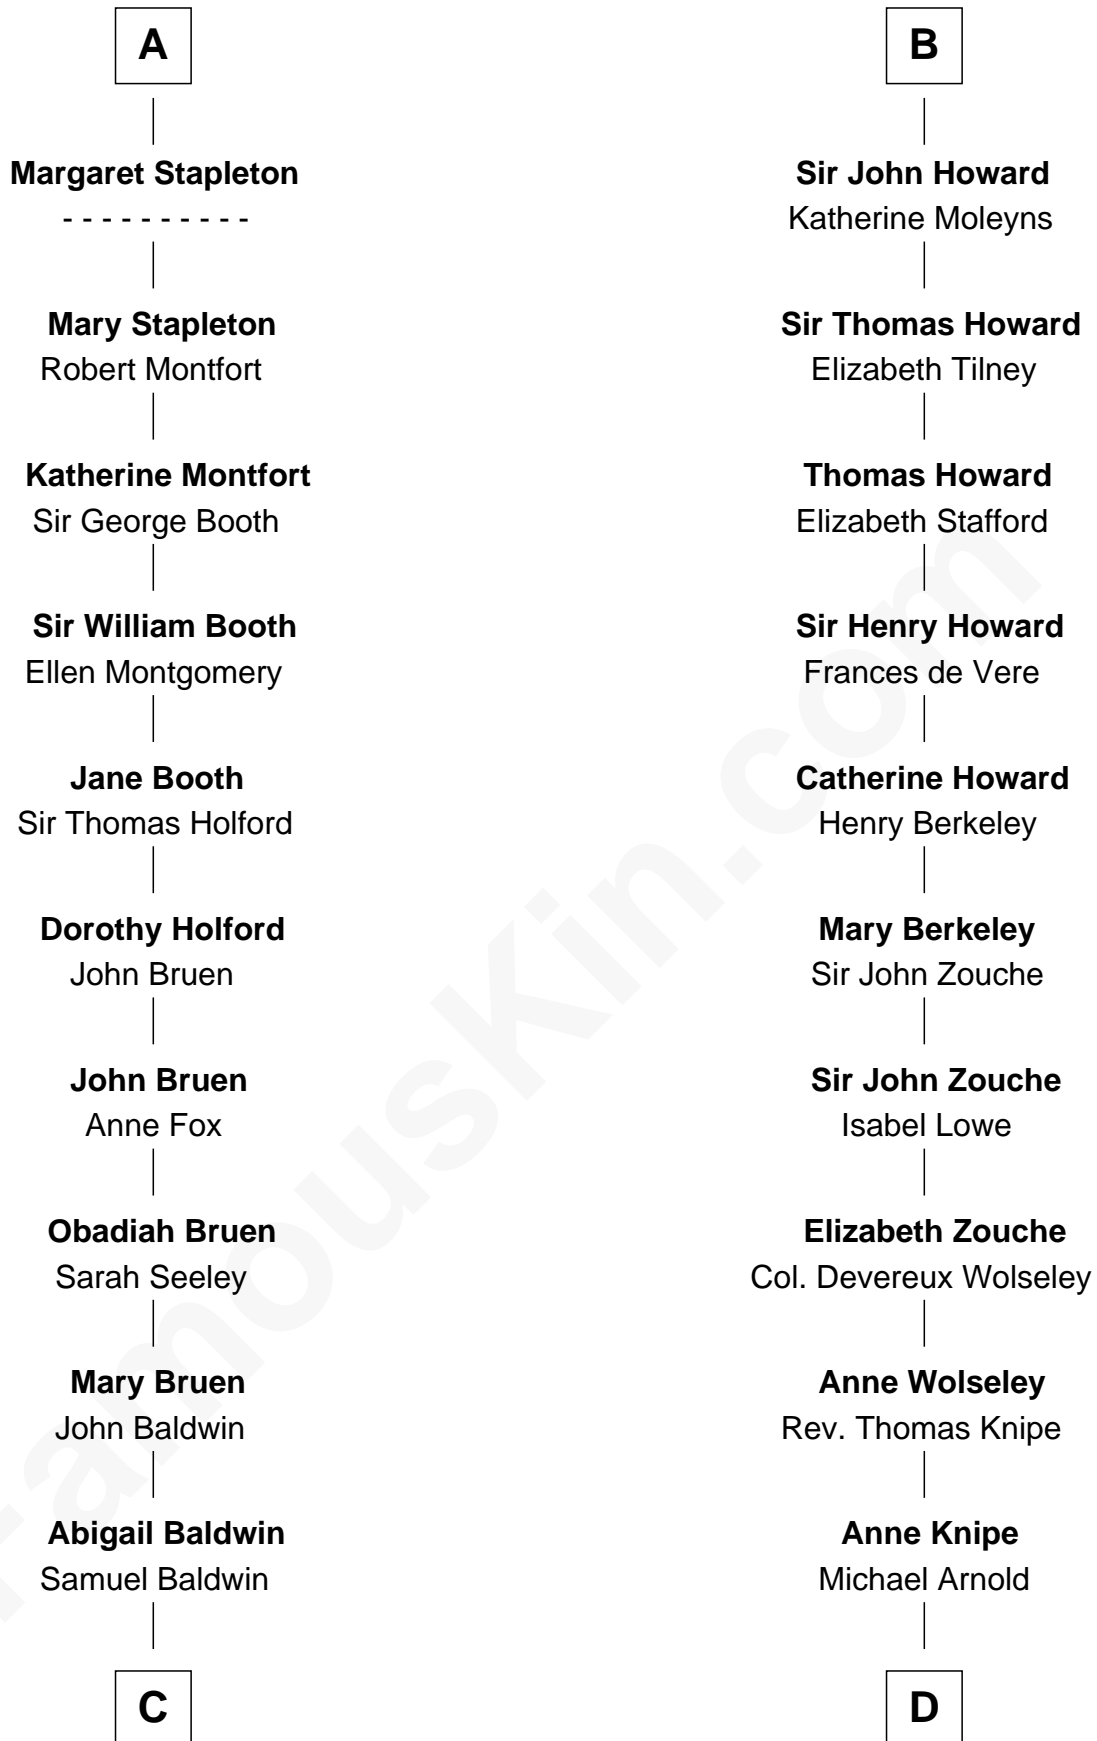 A
Margaret Stapleton
- - - - - - - - - -
Mary Stapleton
Robert Montfort
Katherine Montfort
Sir George Booth
Sir William Booth
Ellen Montgomery
Jane Booth
Sir Thomas Holford
Dorothy Holford
John Bruen
John Bruen
Anne Fox
Obadiah Bruen
Sarah Seeley
Mary Bruen
John Baldwin
Abigail Baldwin
Samuel Baldwin
C
B
Sir John Howard
Katherine Moleyns
Sir Thomas Howard
Elizabeth Tilney
Thomas Howard
Elizabeth Stafford
Sir Henry Howard
Frances de Vere
Catherine Howard
Henry Berkeley
Mary Berkeley
Sir John Zouche
Sir John Zouche
Isabel Lowe
Elizabeth Zouche
Col. Devereux Wolseley
Anne Wolseley
Rev. Thomas Knipe
Anne Knipe
Michael Arnold
D
FamousKin.com